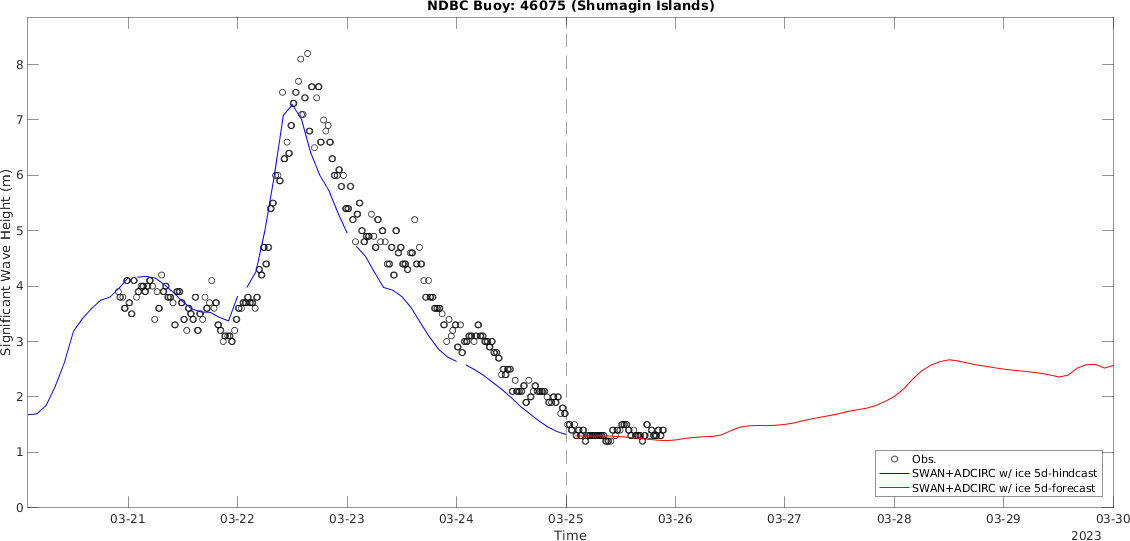 NDBC Buoy: 46075 (Shumagin Islands)
Significant Wave Height (m)
8
7
6
5
4
3
2
1
0
Obs.
SWAN+ADCIRC w/ ice 5d-hindcast
SWAN+ADCIRC w/ ice 5d-forecast
03-21 03-22 03-23 03-24 03-25 03-26 03-27 03-28 03-29 03-30
Time
2023